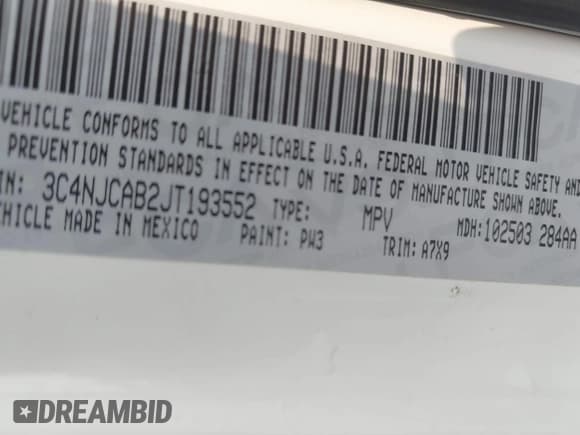 VEHICLE CONFORMS TO ALL APPLICABLE U.S.A. FEDERAL MOTOR VEHICLE SAFETY AND
PREVENTION STANDARDS IN EFFECT ON THE DATE OF MANUFACTURE SHOWN ABOVE.
IN: 3C4NJCAB2JT193552 TYPE: MPV MDH:102503 284AA
VEHICLE MADE IN MEXICO PAINT: PW3 TRIM: A7X9
DREAMBID